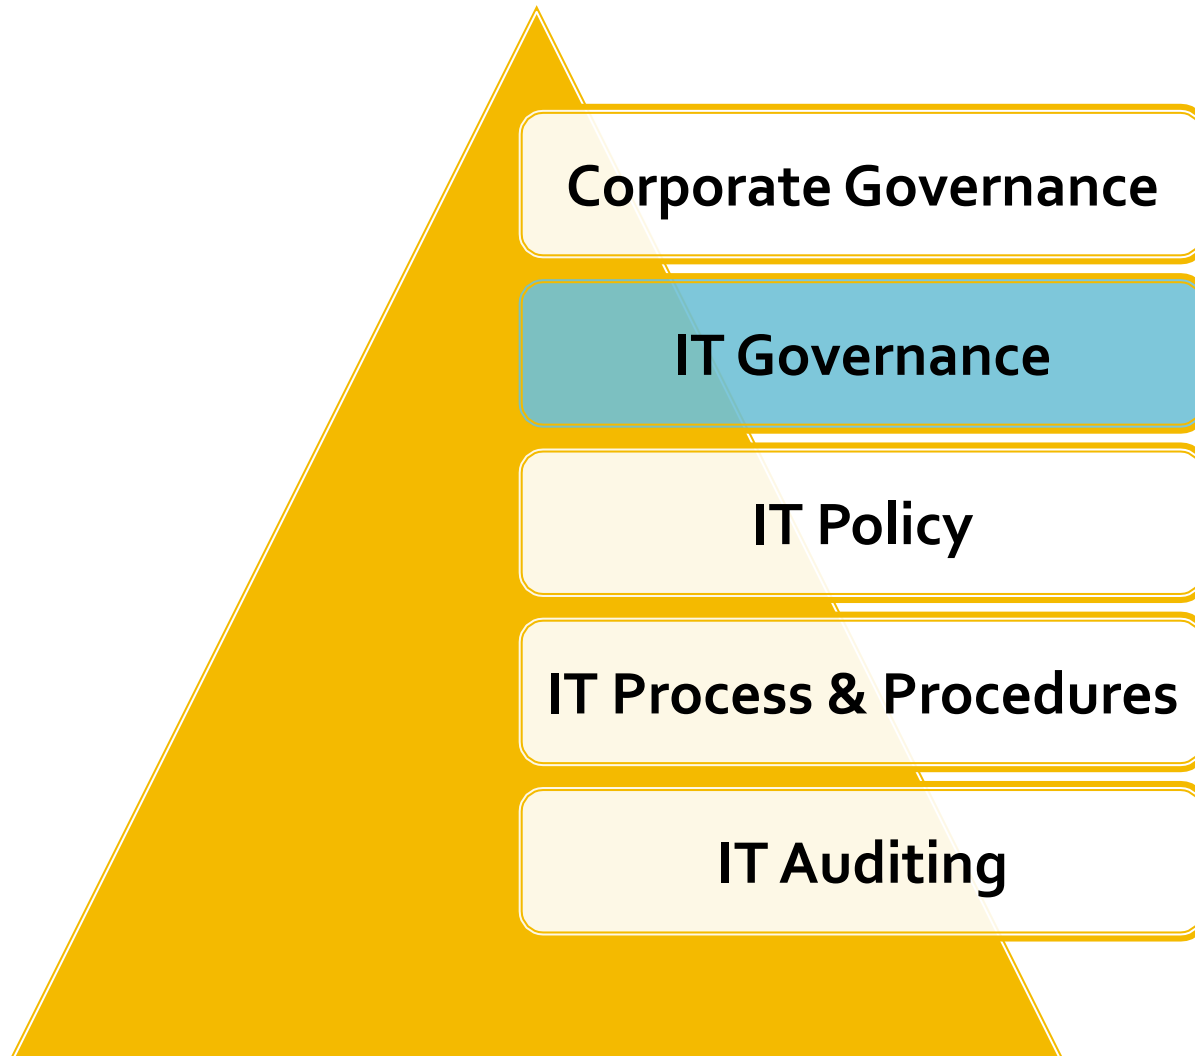 Corporate Governance
IT Governance
IT Policy
IT Process & Procedures
IT Auditing